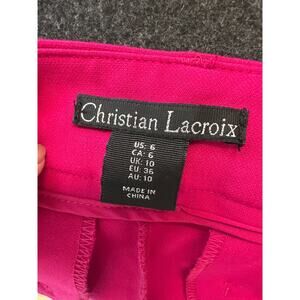 Christian Lacroix
US: 6
CA: 6
UK: 10
EU: 36
AU: 10
MADE IN
CHINA